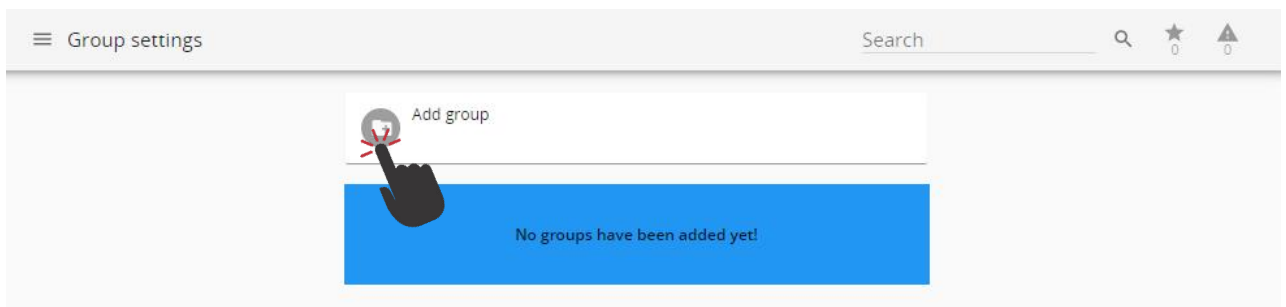 Group settings
Search
0
0
Add group
No groups have been added yet!